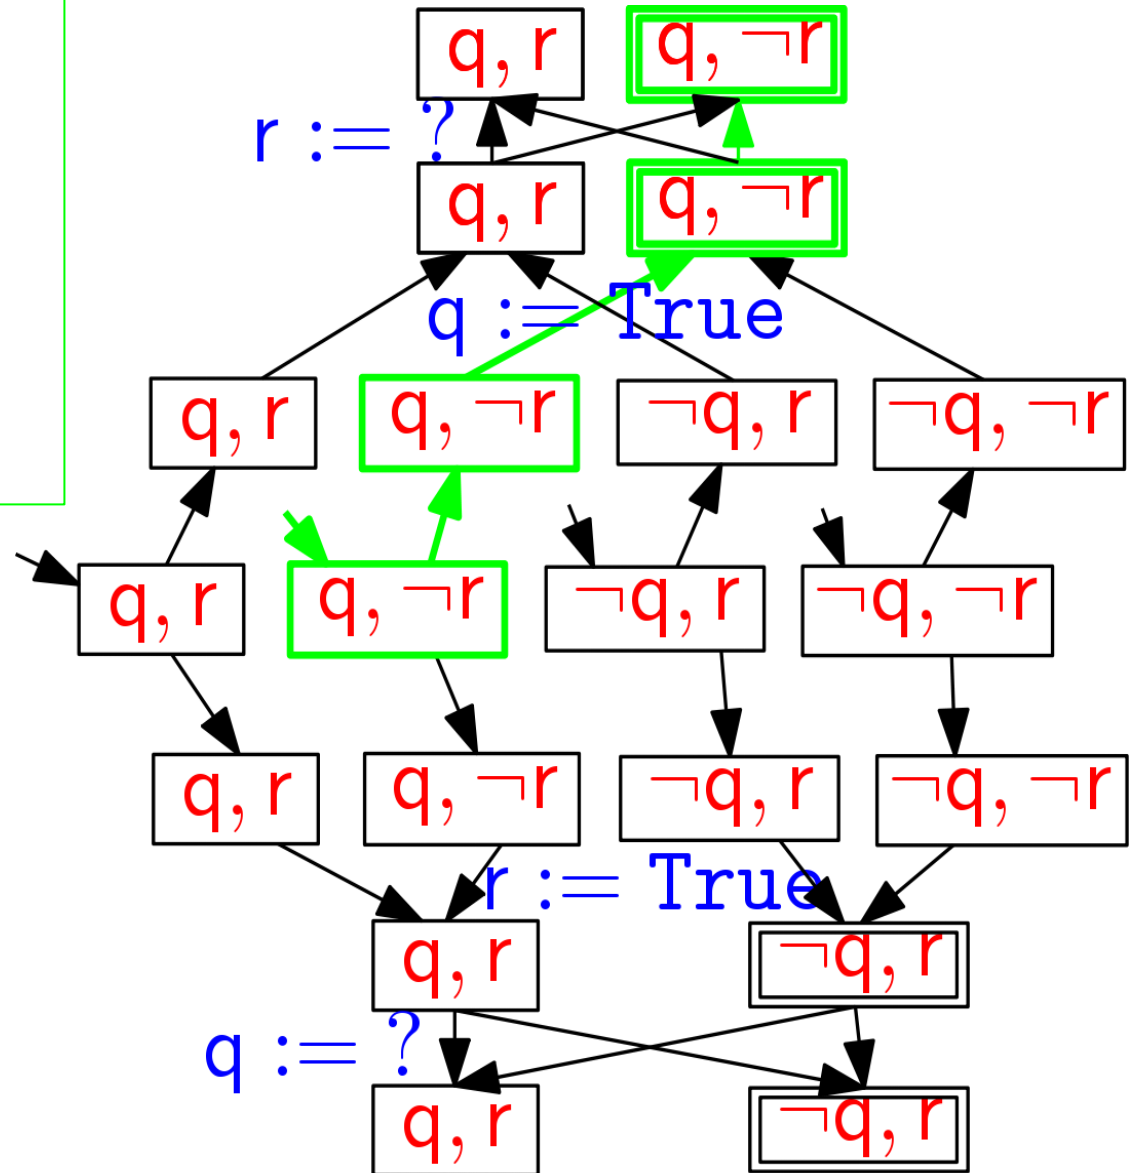 q, r q, ¬r
r := ?
q, r q, ¬r
q := True
q, r q, ¬r ¬q, r ¬q, ¬r
q, r q, ¬r ¬q, r ¬q, ¬r
q, r q, ¬r ¬q, r ¬q, ¬r
r := True
q, r ¬q, r
q := ?
q, r ¬q, r